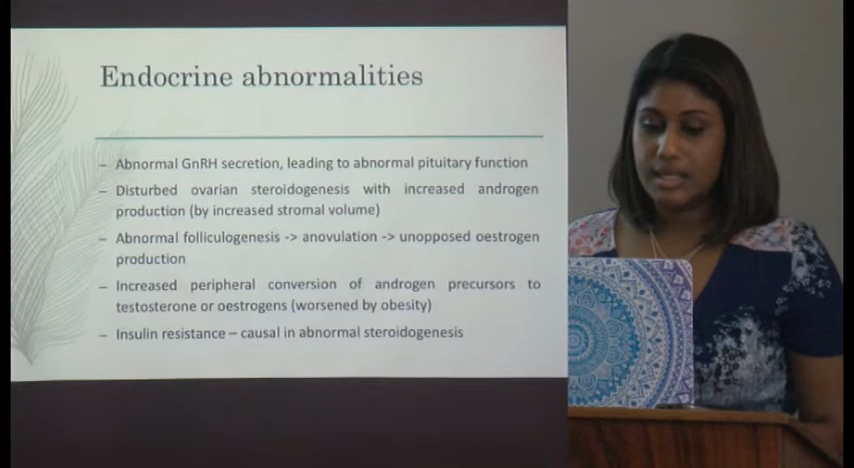 Endocrine abnormalities
– Abnormal GnRH secretion, leading to abnormal pituitary function
– Disturbed ovarian steroidogenesis with increased androgen
production (by increased stromal volume)
– Abnormal folliculogenesis -> anovulation -> unopposed oestrogen
production
– Increased peripheral conversion of androgen precursors to
testosterone or oestrogens (worsened by obesity)
– Insulin resistance – causal in abnormal steroidogenesis